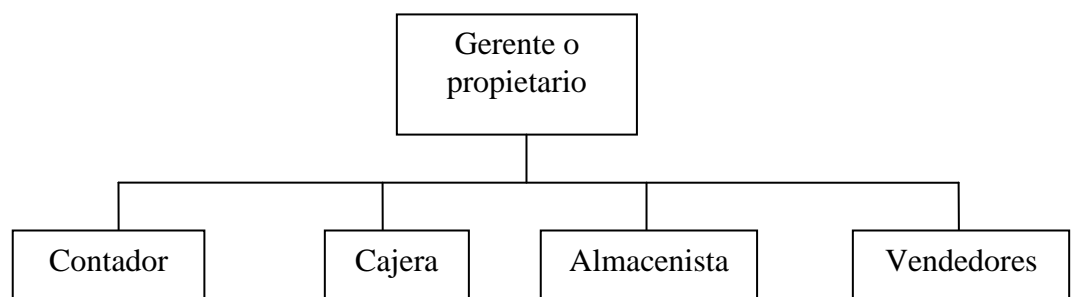 Gerente o
propietario
Contador
Cajera
Almacenista
Vendedores